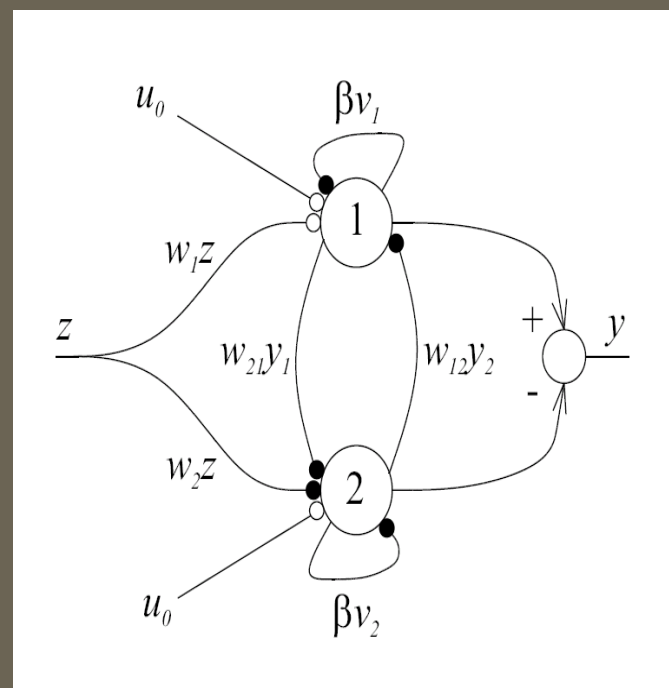 u₀
βv₁
1
w₁z
z
w₂₁y₁
w₁₂y₂
+
y
-
w₂z
2
u₀
βv₂